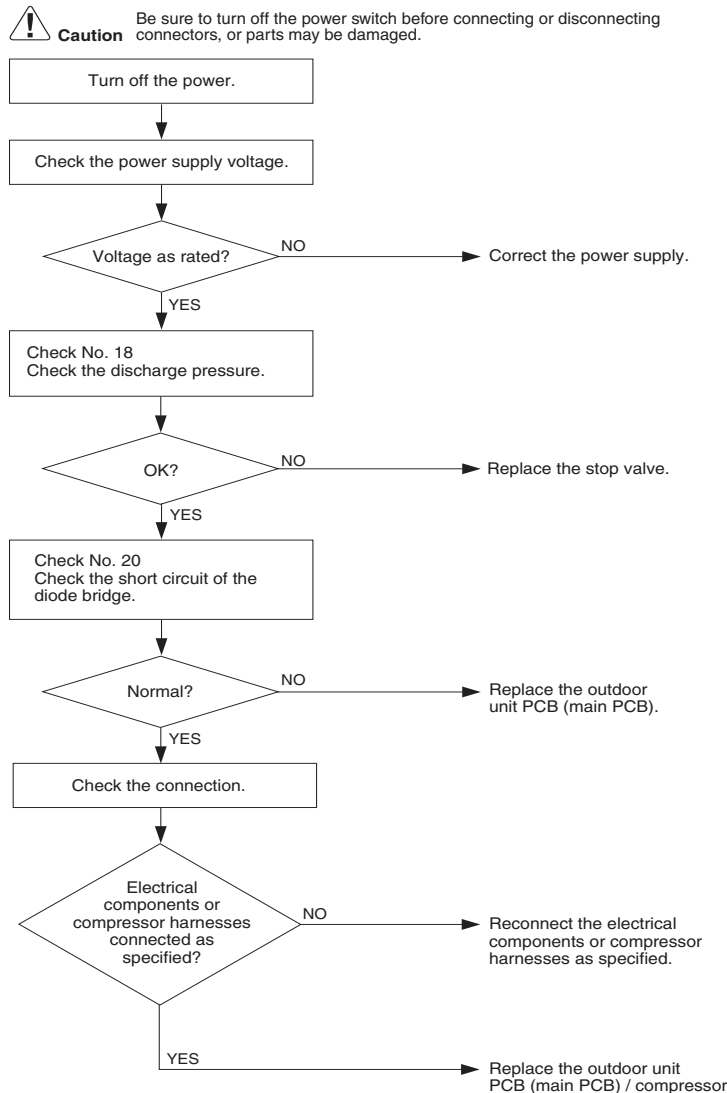 Be sure to turn off the power switch before connecting or disconnecting
Caution connectors, or parts may be damaged.
Turn off the power.
Check the power supply voltage.
Voltage as rated?
NO
Correct the power supply.
YES
Check No. 18
Check the discharge pressure.
OK?
NO
Replace the stop valve.
YES
Check No. 20
Check the short circuit of the
diode bridge.
Normal?
NO
Replace the outdoor
unit PCB (main PCB).
YES
Check the connection.
Electrical
components or
compressor harnesses
connected as
specified?
NO
Reconnect the electrical
components or compressor
harnesses as specified.
YES
Replace the outdoor unit
PCB (main PCB) / compressor